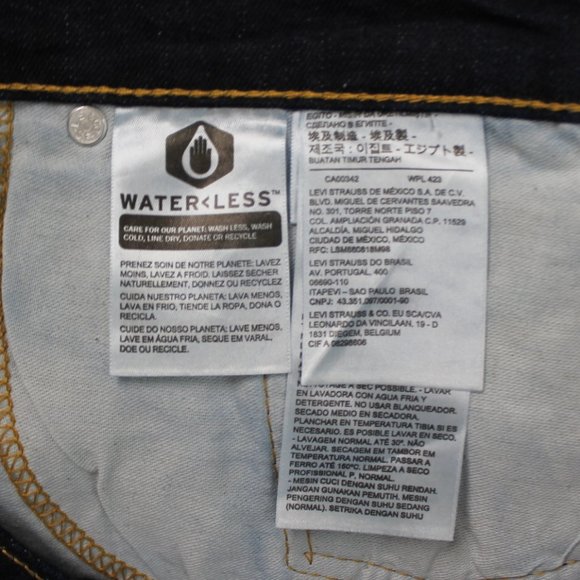 WATER<LESS™
CARE FOR OUR PLANET: WASH LESS, WASH
COLD, LINE DRY, DONATE OR RECYCLE
PRENEZ SOIN DE NOTRE PLANÈTE: LAVEZ
MOINS, LAVEZ A FROID. LAISSEZ SECHER
NATURELLEMENT, DONNEZ OU RECYCLEZ
CUIDA NUESTRO PLANETA: LAVA MENOS,
LAVA EN FRIO, TIENDE LA ROPA, DONA O
RECICLA.
CUIDE DO NOSSO PLANETA: LAVE MENOS,
LAVE EM ÁGUA FRIA, SEQUE EM VARAL,
DOE OU RECICLE.
СДЕЛАНО В ЕГИПТЕ -
埃及制造 - 埃及製 -
제조국 : 이집트 - エジプト製 -
BUATAN TIMUR TENGAH
CA00342 WPL 423
LEVI STRAUSS DE MÉXICO S.A. DE C.V.
BLVD. MIGUEL DE CERVANTES SAAVEDRA
NO. 301, TORRE NORTE PISO 7
COL. AMPLIACIÓN GRANADA C.P. 11529
ALCALDÍA. MIGUEL HIDALGO
CIUDAD DE MÉXICO, MÉXICO
RFC: LSM880818M98
LEVI STRAUSS DO BRASIL
AV. PORTUGAL, 400
06690-110
ITAPEVI – SAO PAULO BRASIL
CNPJ: 43.351.097/0001-90
LEVI STRAUSS & CO. EU SCA/CVA
LEONARDO DA VINCILAAN, 19 - D
1831 DIEGEM, BELGIUM
CIF A 08298606
A SEC POSSIBLE. - LAVAR
EN LAVADORA CON AGUA FRIA Y
DETERGENTE. NO USAR BLANQUEADOR.
SECADO MEDIO EN SECADORA.
PLANCHAR EN TEMPERATURA TIBIA SI ES
NECESARIO. ES POSIBLE LAVAR EN SECO.
- LAVAGEM NORMAL ATÉ 30º. NÃO
ALVEJAR. SECAGEM EM TAMBOR EM
TEMPERATURA NORMAL. PASSAR A
FERRO ATÉ 150ºC. LIMPEZA A SECO
PROFISSIONAL P, NORMAL.
- MESIN CUCI DENGAN SUHU RENDAH.
JANGAN GUNAKAN PEMUTIH. MESIN
PENGERING DENGAN SUHU SEDANG
(NORMAL). SETRIKA DENGAN SUHU